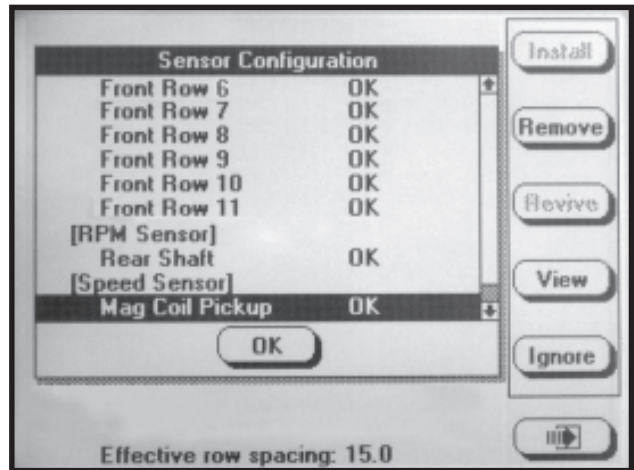 Sensor Configuration
Front Row 6 OK
Front Row 7 OK
Front Row 8 OK
Front Row 9 OK
Front Row 10 OK
Front Row 11 OK
[RPM Sensor]
Rear Shaft OK
[Speed Sensor]
Mag Coil Pickup OK
OK
Effective row spacing: 15.0
Install
Remove
Revive
View
Ignore